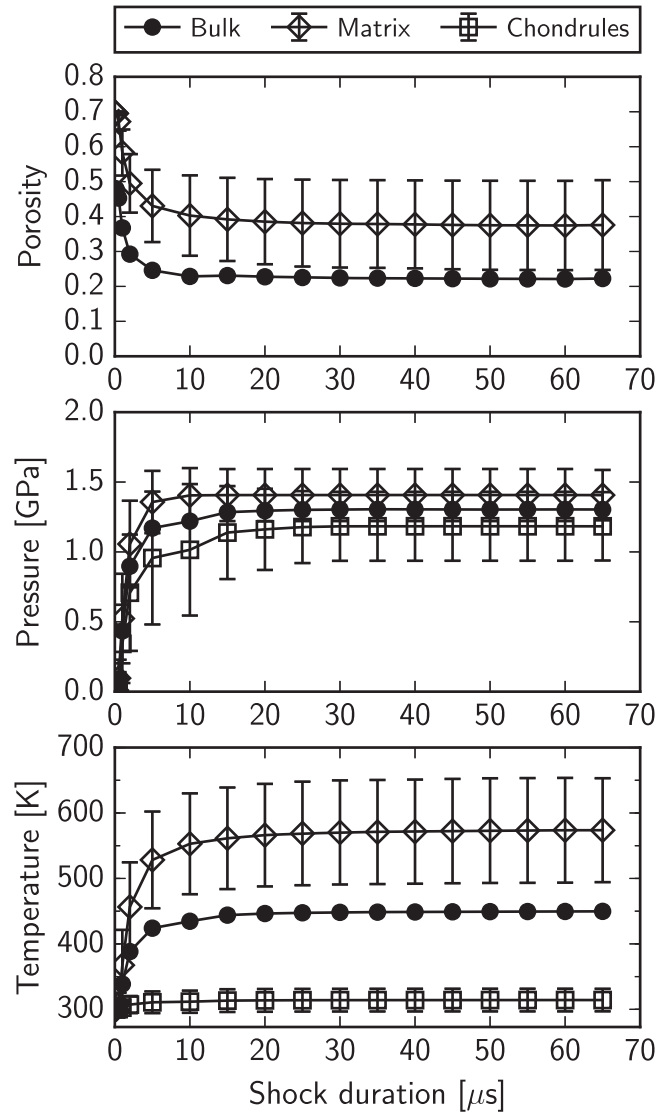 Bulk Matrix Chondrules
0.8
0.7
0.6
0.5
0.4
0.3
0.2
0.1
0.0
Porosity
0 10 20 30 40 50 60 70
2.0
1.5
1.0
0.5
0.0
Pressure [GPa]
0 10 20 30 40 50 60 70
700
600
500
400
300
Temperature [K]
0 10 20 30 40 50 60 70
Shock duration [μs]